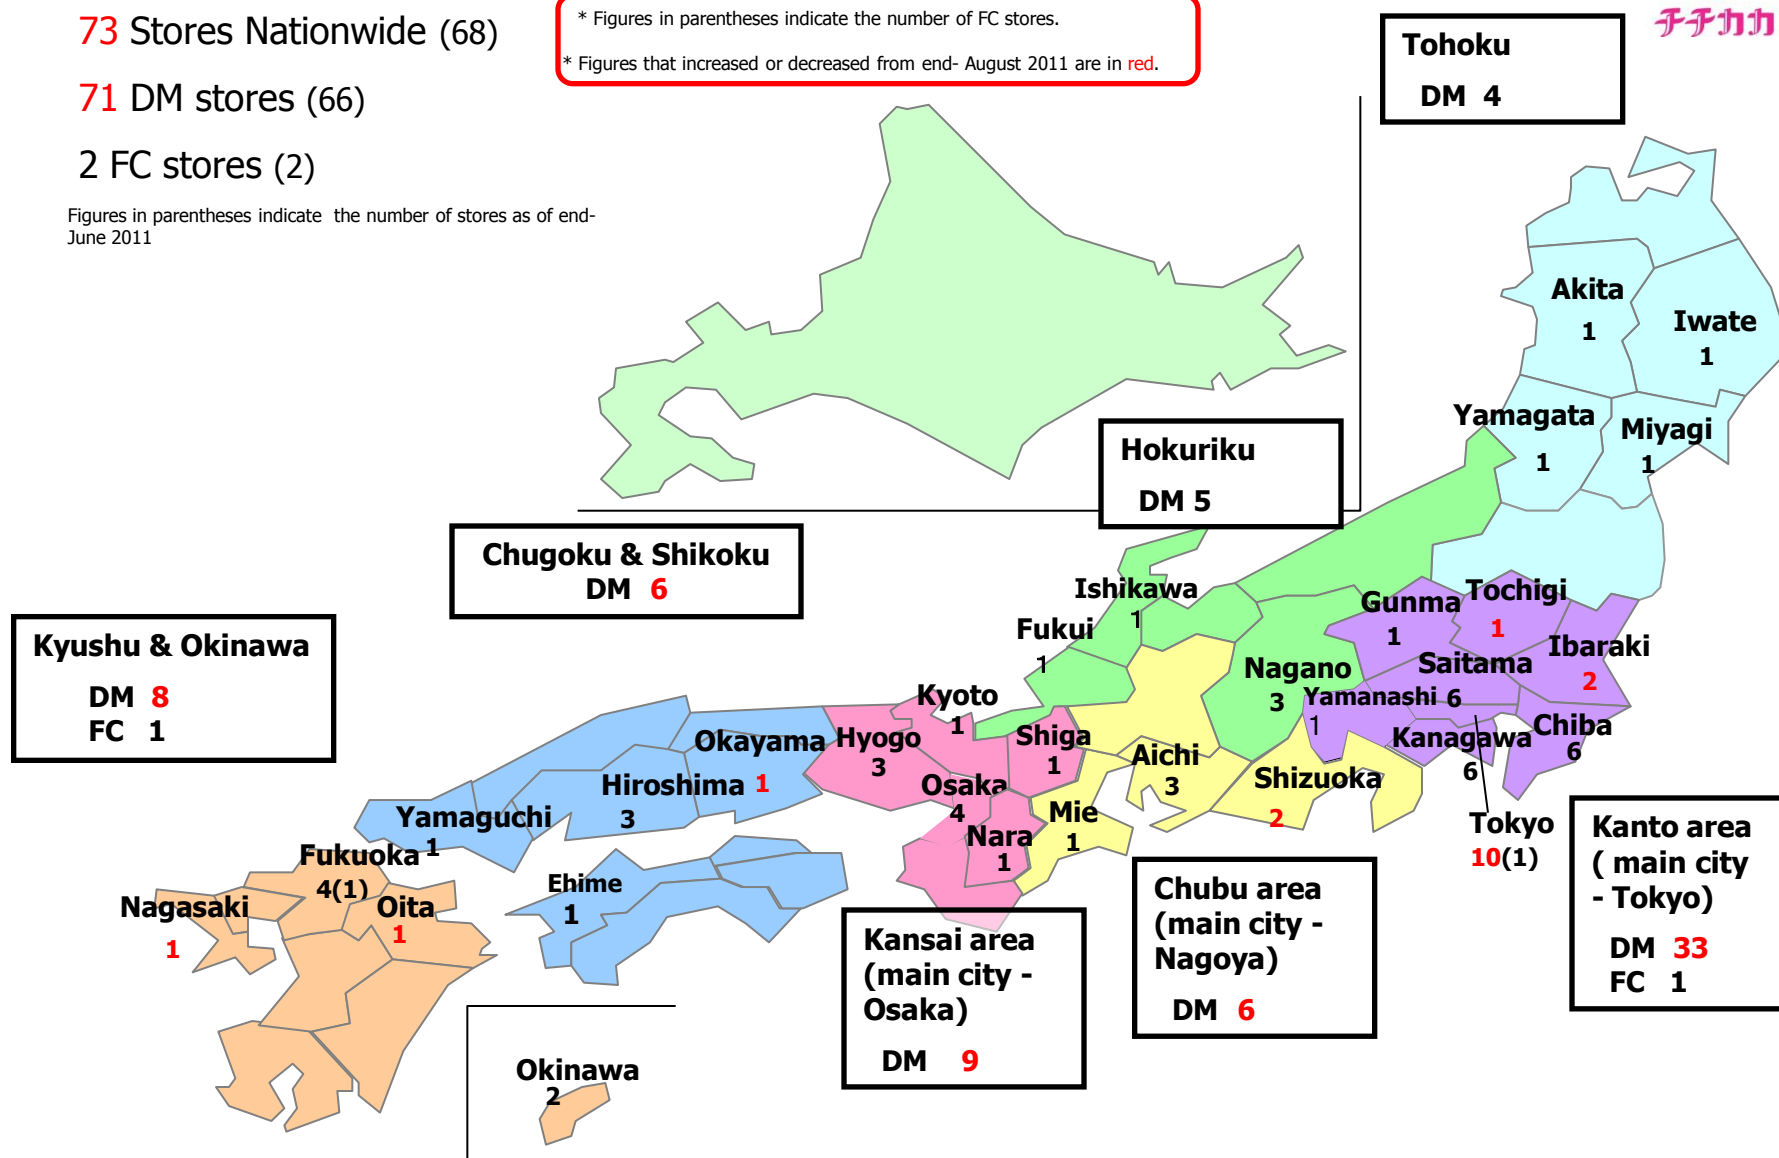 73 Stores Nationwide (68)
71 DM stores (66)
2 FC stores (2)
Figures in parentheses indicate the number of stores as of end-
June 2011
* Figures in parentheses indicate the number of FC stores.
* Figures that increased or decreased from end- August 2011 are in red.
チチカカ
Tohoku
DM 4
Akita
1
Iwate
1
Yamagata
1
Miyagi
1
Hokuriku
DM 5
Chugoku & Shikoku
DM 6
Kyushu & Okinawa
DM 8
FC 1
Ishikawa
1
Fukui
1
Nagano
3
Gunma
1
Tochigi
1
Ibaraki
2
Saitama
6
Yamanashi
1
Kanagawa
6
Chiba
6
Tokyo
10(1)
Kyoto
1
Shiga
1
Hyogo
3
Osaka
4
Nara
1
Mie
1
Aichi
3
Shizuoka
2
Okayama
1
Hiroshima
3
Yamaguchi
1
Ehime
1
Fukuoka
4(1)
Nagasaki
1
Oita
1
Okinawa
2
Kansai area
(main city -
Osaka)
DM 9
Chubu area
(main city -
Nagoya)
DM 6
Kanto area
( main city
- Tokyo)
DM 33
FC 1